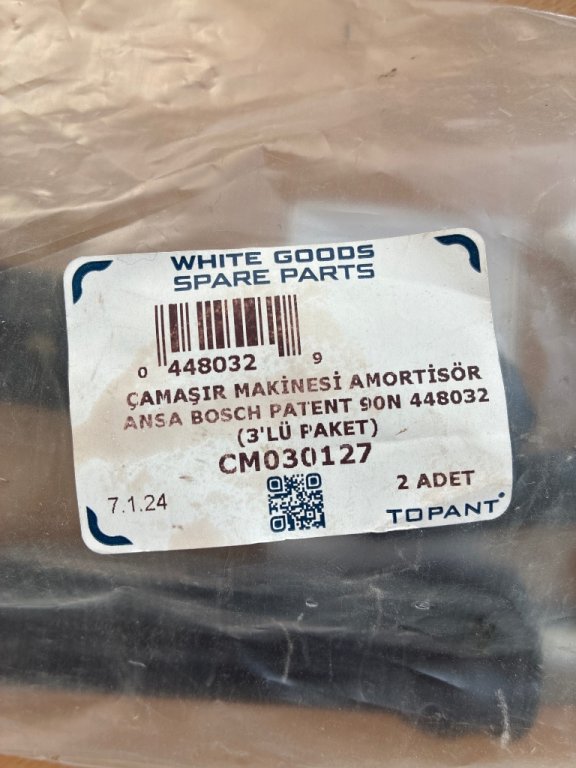 WHITE GOODS
SPARE PARTS
0 448032 9
ÇAMAŞIR MAKİNESİ AMORTİSÖR
ANSA BOSCH PATENT 90N 448032
(3'LÜ PAKET)
CM030127
7.1.24
2 ADET
TOPANT